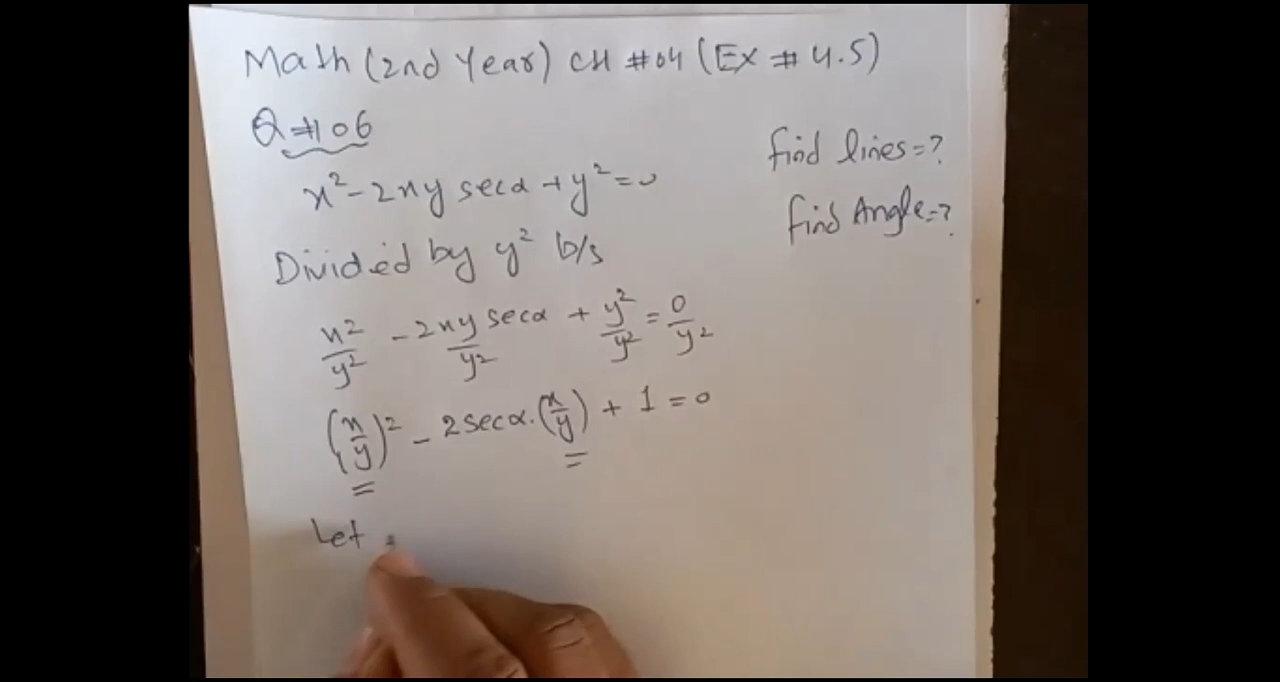 Math (2nd Year) CH #04 (Ex # 4.5)
Q#06
find lines=?
x² - 2xy secα + y² = 0
find Angle=?
Divided by y² b/s
x²/y² - 2xy secα/y² + y²/y² = 0/y²
(x/y)² - 2secα.(x/y) + 1 = 0
Let